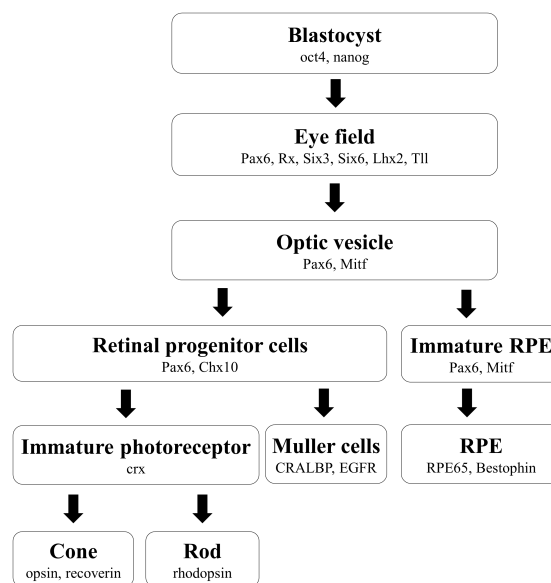 Blastocyst
oct4, nanog
Eye field
Pax6, Rx, Six3, Six6, Lhx2, Tll
Optic vesicle
Pax6, Mitf
Retinal progenitor cells
Pax6, Chx10
Immature RPE
Pax6, Mitf
Immature photoreceptor
crx
Muller cells
CRALBP, EGFR
RPE
RPE65, Bestophin
Cone
opsin, recoverin
Rod
rhodopsin